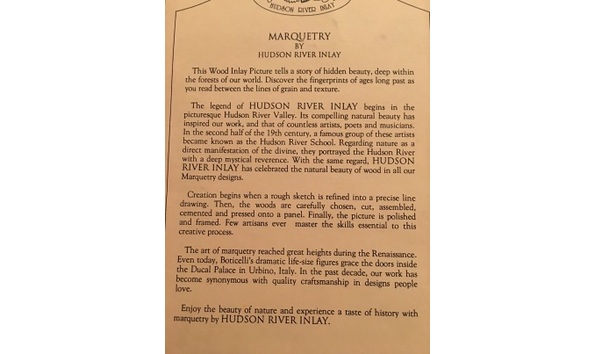 HUDSON RIVER INLAY
MARQUETRY
BY
HUDSON RIVER INLAY
This Wood Inlay Picture tells a story of hidden beauty, deep within
the forests of our world. Discover the fingerprints of ages long past as
you read between the lines of grain and texture.
The legend of HUDSON RIVER INLAY begins in the
picturesque Hudson River Valley. Its compelling natural beauty has
inspired our work, and that of countless artists, poets and musicians.
In the second half of the 19th century, a famous group of these artists
became known as the Hudson River School. Regarding nature as a
direct manifestation of the divine, they portrayed the Hudson River
with a deep mystical reverence. With the same regard, HUDSON
RIVER INLAY has celebrated the natural beauty of wood in all our
Marquetry designs.
Creation begins when a rough sketch is refined into a precise line
drawing. Then, the woods are carefully chosen, cut, assembled,
cemented and pressed onto a panel. Finally, the picture is polished
and framed. Few artisans ever master the skills essential to this
creative process.
The art of marquetry reached great heights during the Renaissance.
Even today, Boticelli's dramatic life-size figures grace the doors inside
the Ducal Palace in Urbino, Italy. In the past decade, our work has
become synonymous with quality craftsmanship in designs people
love.
Enjoy the beauty of nature and experience a taste of history with
marquetry by HUDSON RIVER INLAY.